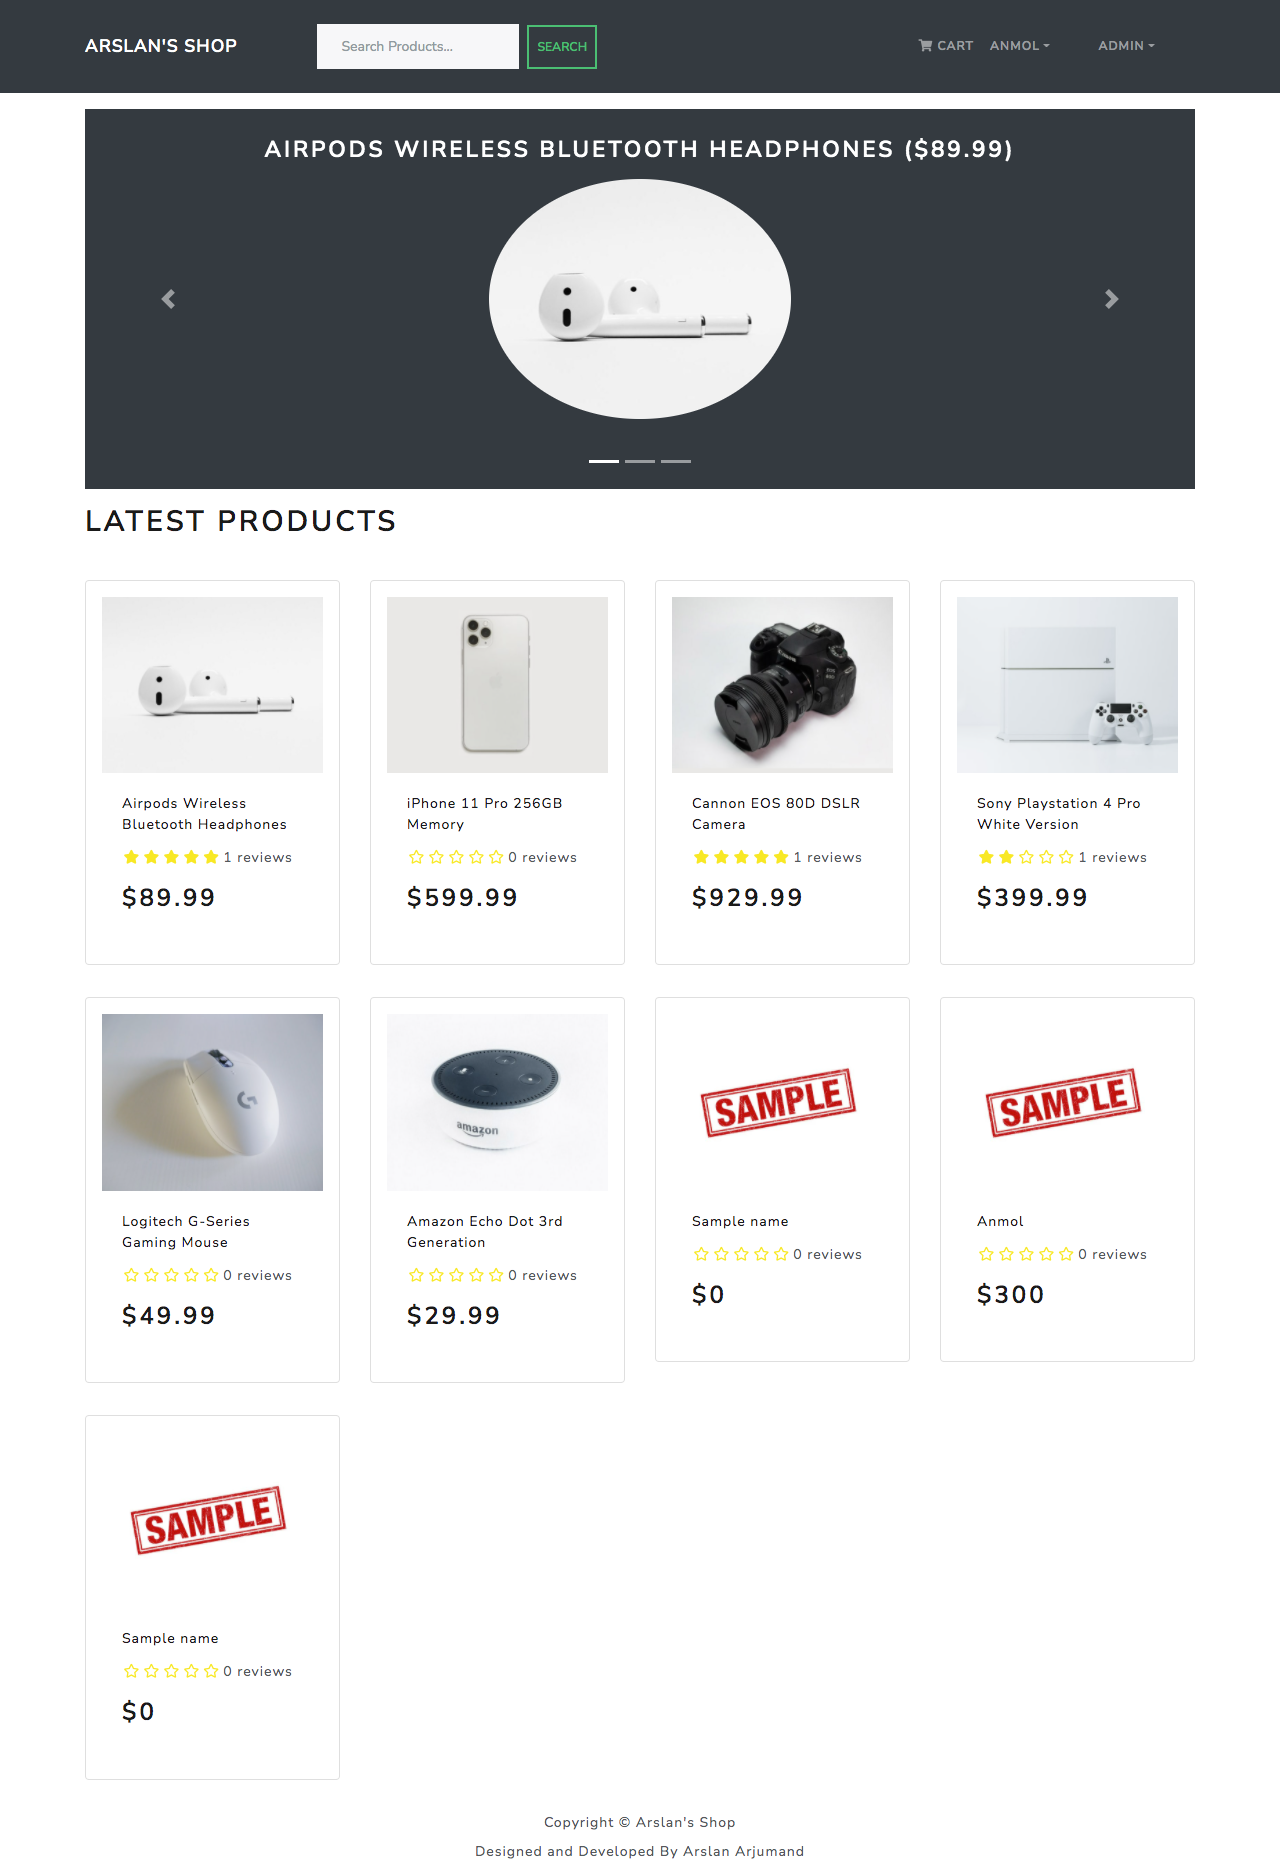 ARSLAN'S SHOP
Search Products...
SEARCH
CART
ANMOL
ADMIN
AIRPODS WIRELESS BLUETOOTH HEADPHONES ($89.99)
LATEST PRODUCTS
Airpods Wireless
Bluetooth Headphones
1 reviews
$89.99
iPhone 11 Pro 256GB
Memory
0 reviews
$599.99
Cannon EOS 80D DSLR
Camera
1 reviews
$929.99
Sony Playstation 4 Pro
White Version
1 reviews
$399.99
Logitech G-Series
Gaming Mouse
0 reviews
$49.99
amazon
Amazon Echo Dot 3rd
Generation
0 reviews
$29.99
SAMPLE
Sample name
0 reviews
$0
SAMPLE
Anmol
0 reviews
$300
SAMPLE
Sample name
0 reviews
$0
Copyright © Arslan's Shop
Designed and Developed By Arslan Arjumand